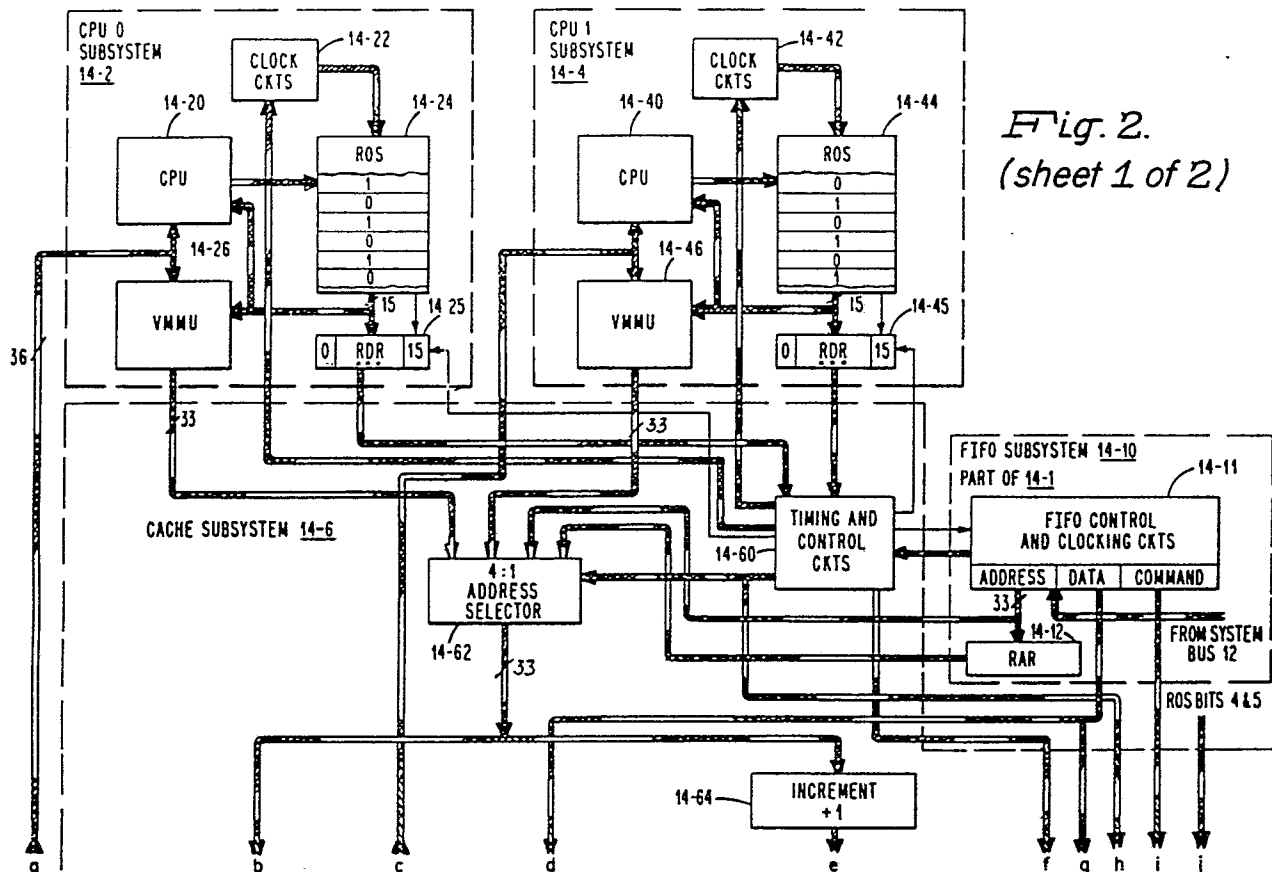 CPU 0
SUBSYSTEM
14-2
14-22
CLOCK
CKTS
14-20
14-24
CPU
ROS
1
0
1
0
1
0
14-26
VMMU
15
14-25
0
RDR
15
36
33
CPU 1
SUBSYSTEM
14-4
14-42
CLOCK
CKTS
14-40
14-44
CPU
ROS
0
1
0
1
0
1
14-46
VMMU
15
14-45
0
RDR
15
33
Fig. 2.
(sheet 1 of 2)
CACHE SUBSYSTEM 14-6
4:1
ADDRESS
SELECTOR
14-62
33
14-60
TIMING AND
CONTROL
CKTS
FIFO SUBSYSTEM 14-10
PART OF 14-1
14-11
FIFO CONTROL
AND CLOCKING CKTS
ADDRESS
DATA
COMMAND
33
14-12
RAR
FROM SYSTEM
BUS 12
ROS BITS 4 & 5
14-64
INCREMENT
+1
a
b
c
d
e
f
g
h
i
j